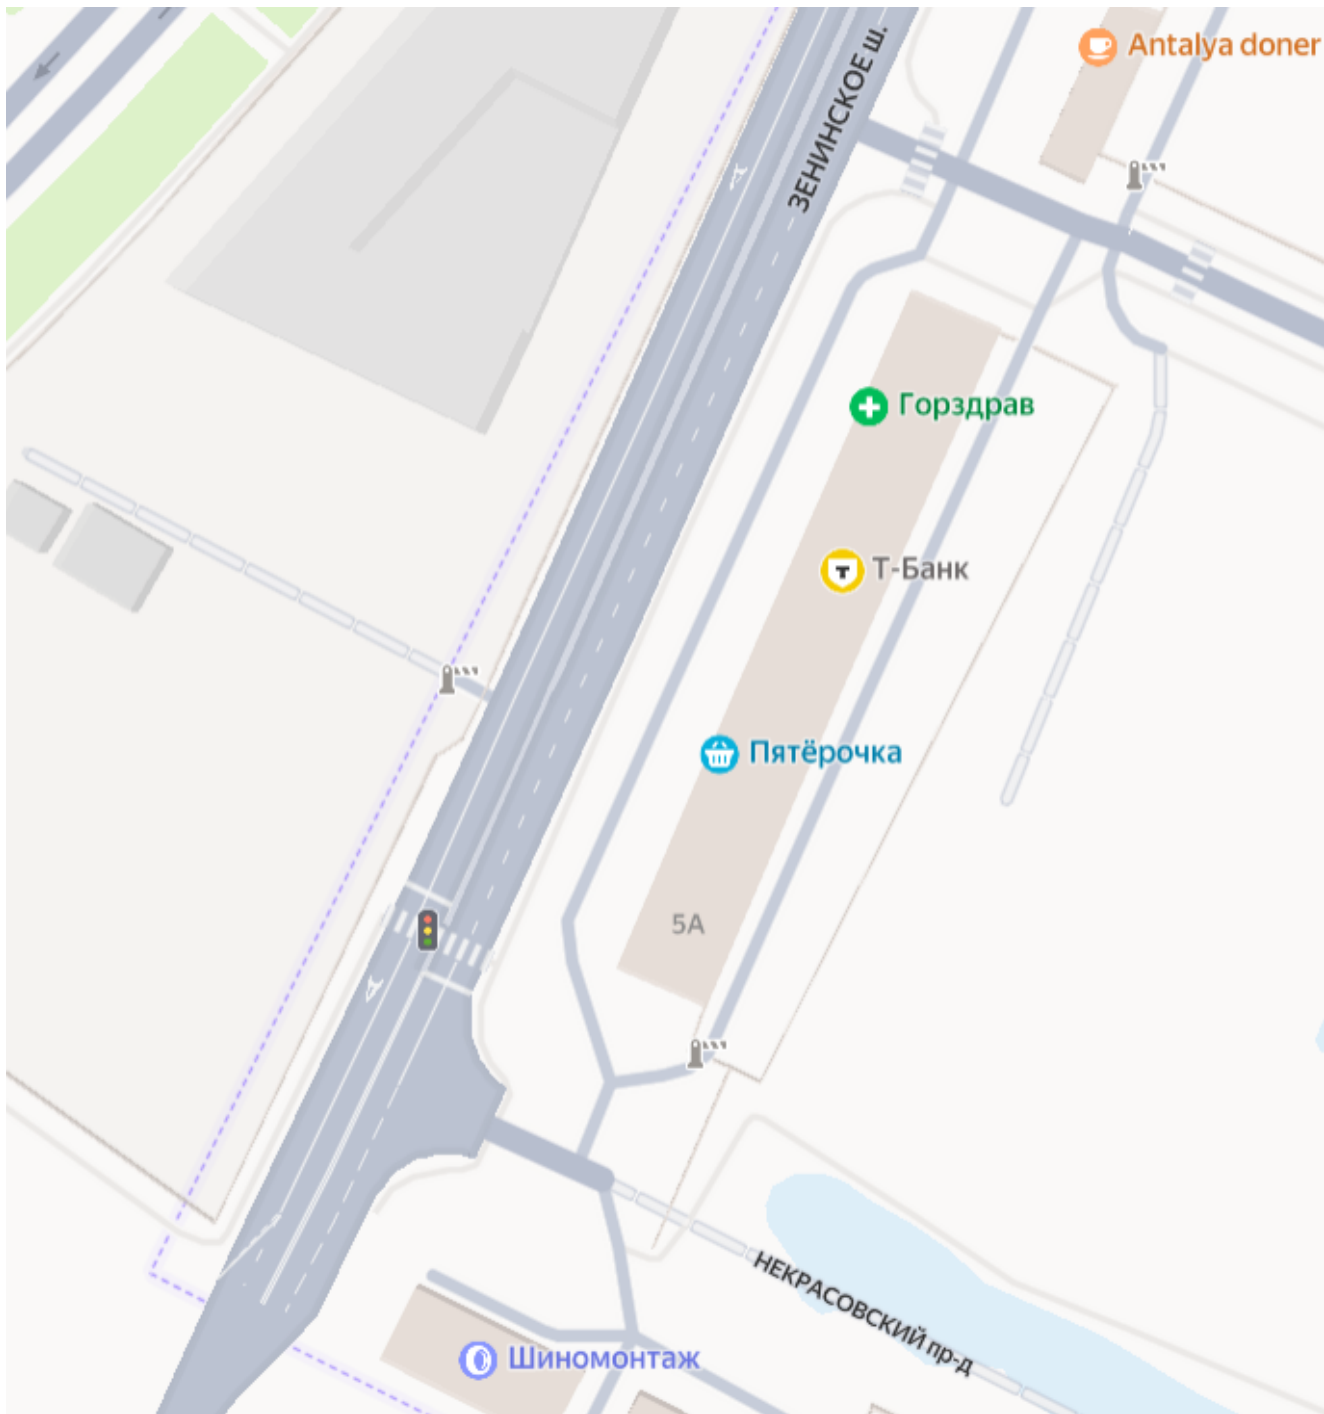 Antalya doner
ЗЕНИНСКОЕ ш.
Горздрав
Т-Банк
Пятёрочка
5А
НЕКРАСОВСКИЙ пр-д
Шиномонтаж